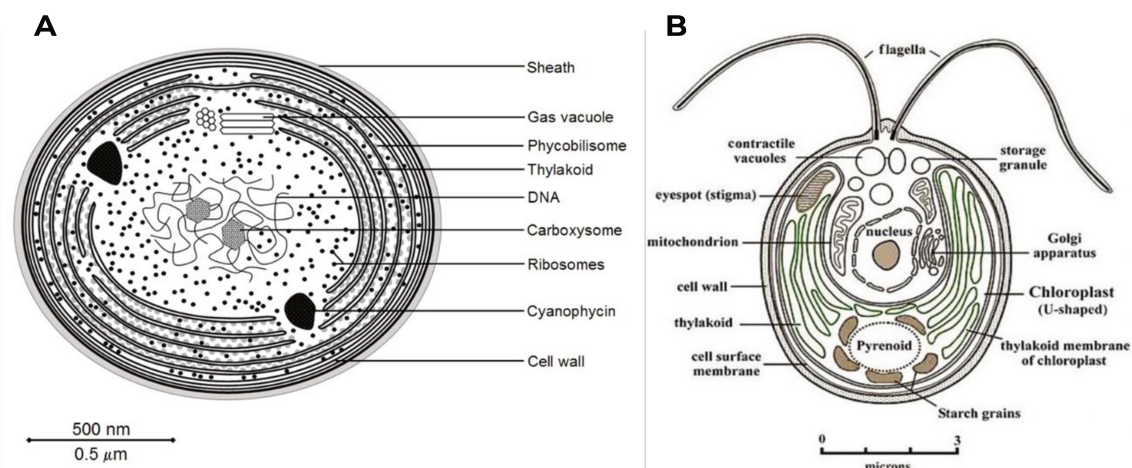 A
Sheath
Gas vacuole
Phycobilisome
Thylakoid
DNA
Carboxysome
Ribosomes
Cyanophycin
Cell wall
500 nm
0.5 µm
B
flagella
contractile
vacuoles
storage
granule
eyespot (stigma)
nucleus
mitochondrion
Golgi
apparatus
cell wall
Chloroplast
(U-shaped)
thylakoid
Pyrenoid
thylakoid membrane
of chloroplast
cell surface
membrane
Starch grains
0
3
microns